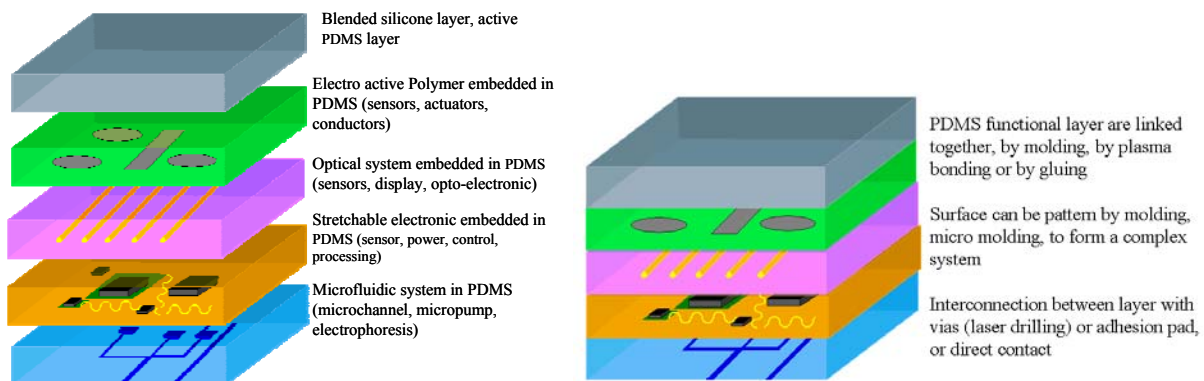 Blended silicone layer, active
PDMS layer
Electro active Polymer embedded in
PDMS (sensors, actuators,
conductors)
Optical system embedded in PDMS
(sensors, display, opto-electronic)
Stretchable electronic embedded in
PDMS (sensor, power, control,
processing)
Microfluidic system in PDMS
(microchannel, micropump,
electrophoresis)
PDMS functional layer are linked
together, by molding, by plasma
bonding or by gluing
Surface can be pattern by molding,
micro molding, to form a complex
system
Interconnection between layer with
vias (laser drilling) or adhesion pad,
or direct contact